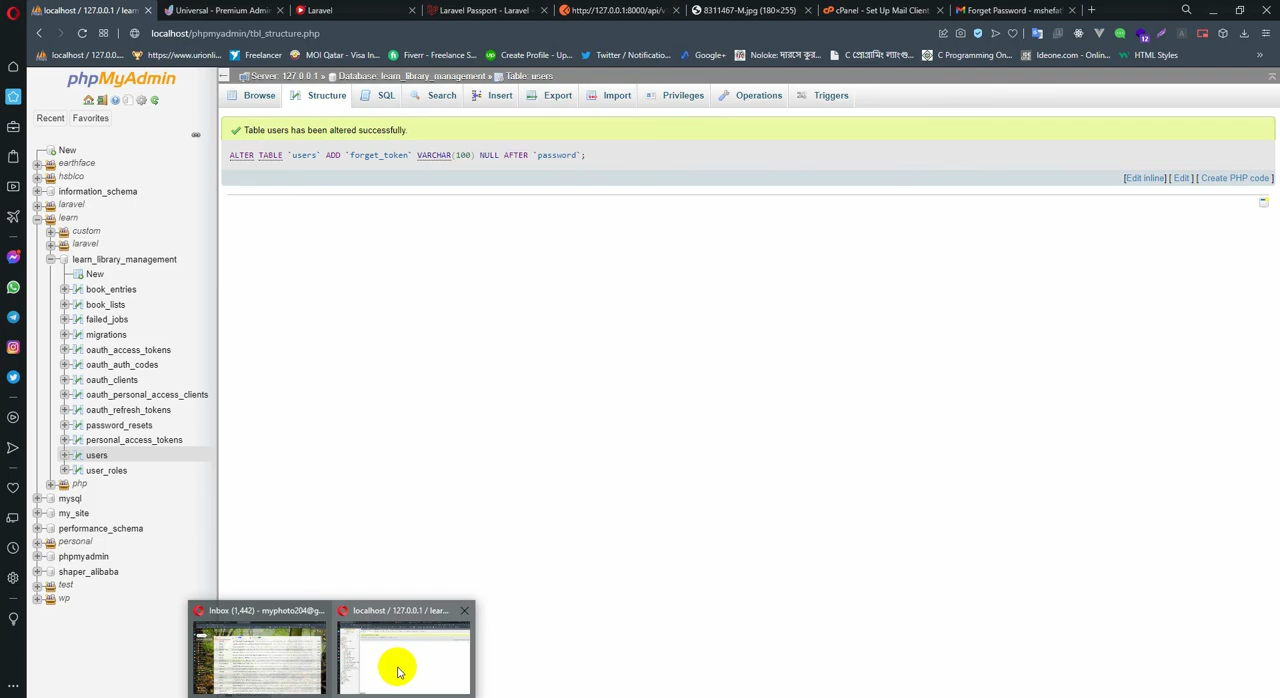 localhost / 127.0.0.1 / learn
Universal - Premium Admi
Laravel
Laravel Passport - Laravel
http://127.0.0.1:8000/api/v
8311467-M.jpg (180×255)
cPanel - Set Up Mail Client
Forget Password - mshefat
localhost/phpmyadmin/tbl_structure.php
localhost / 127.0.0....
https://www.urionli...
Freelancer
MOI Qatar - Visa In...
Fiverr - Freelance S...
Create Profile - Up...
Twitter / Notificatio...
Google+
C Programming On...
Ideone.com - Onlin...
HTML Styles
phpMyAdmin
Recent
Favorites
New
earthface
hsblco
information_schema
laravel
learn
custom
laravel
learn_library_management
New
book_entries
book_lists
failed_jobs
migrations
oauth_access_tokens
oauth_auth_codes
oauth_clients
oauth_personal_access_clients
oauth_refresh_tokens
password_resets
personal_access_tokens
users
user_roles
php
mysql
my_site
performance_schema
personal
phpmyadmin
shaper_alibaba
test
wp
Server: 127.0.0.1 » Database: learn_library_management » Table: users
Browse
Structure
SQL
Search
Insert
Export
Import
Privileges
Operations
Triggers
Table users has been altered successfully.
ALTER TABLE `users` ADD `forget_token` VARCHAR(100) NULL AFTER `password`;
[Edit inline] [ Edit ] [ Create PHP code ]
12
Inbox (1,442) - myphoto204@g...
localhost / 127.0.0.1 / lear...